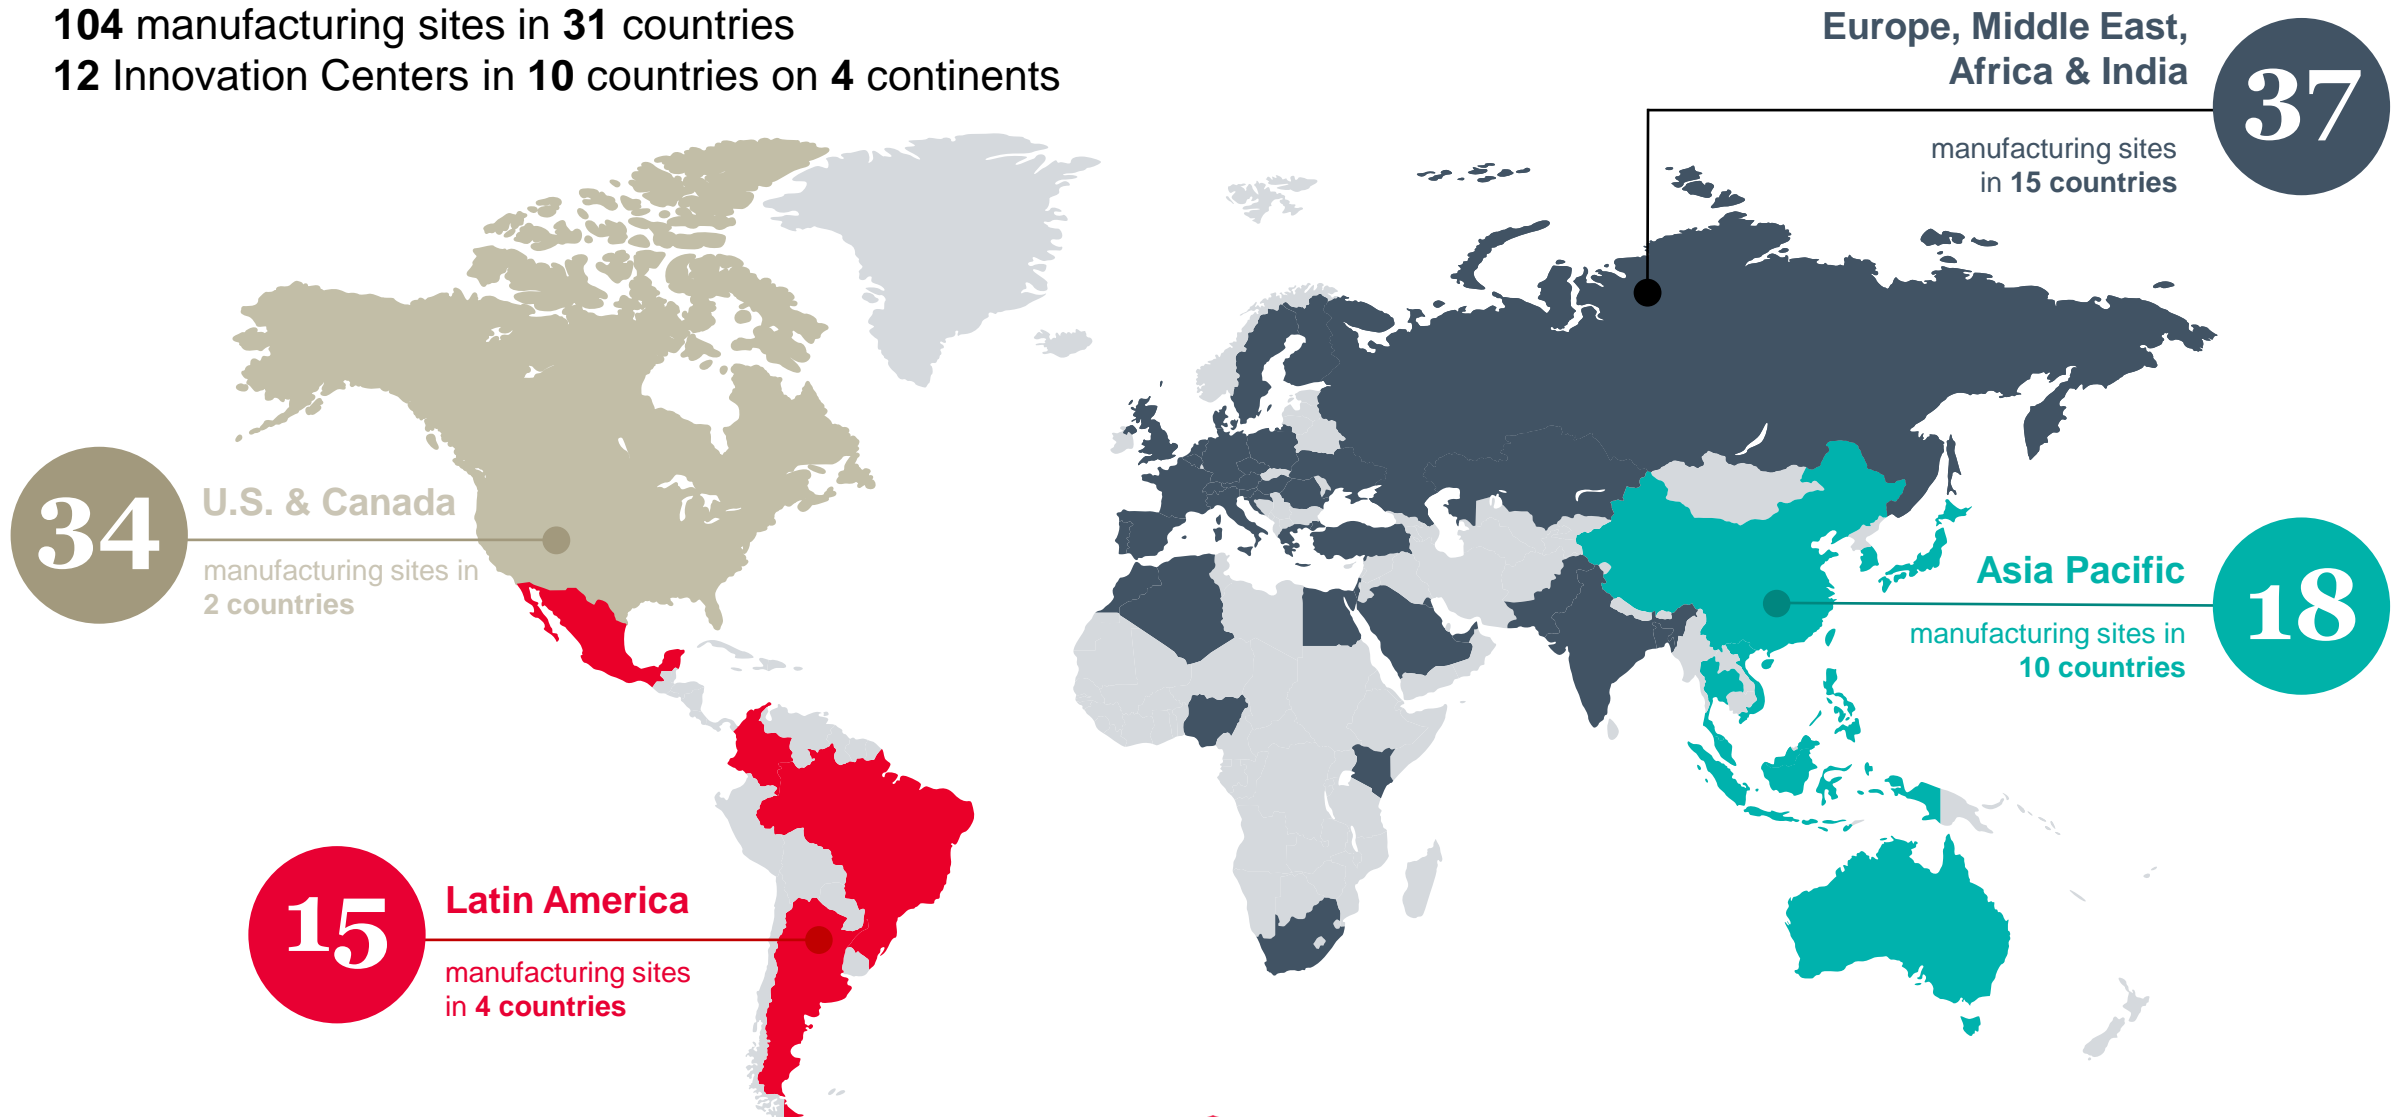 104 manufacturing sites in 31 countries
12 Innovation Centers in 10 countries on 4 continents
Europe, Middle East,
Africa & India
37
manufacturing sites
in 15 countries
34
U.S. & Canada
manufacturing sites in
2 countries
Asia Pacific
18
manufacturing sites in
10 countries
15
Latin America
manufacturing sites
in 4 countries